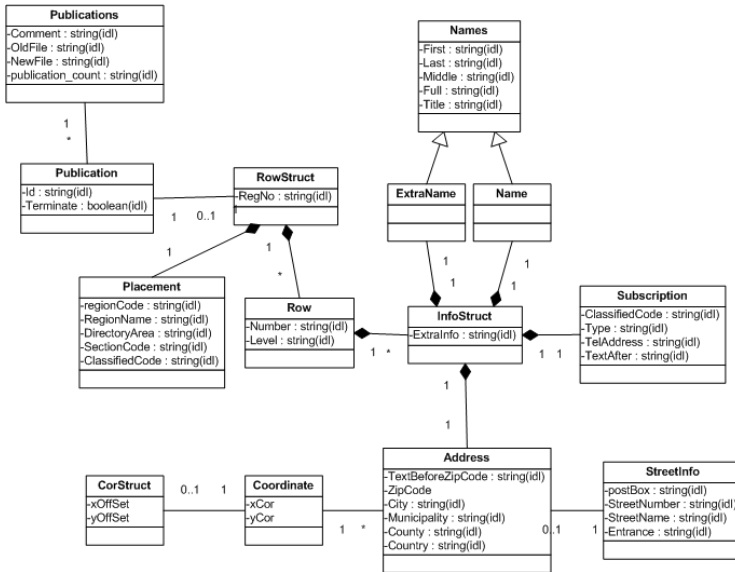 Publications
-Comment : string(idl)
-OldFile : string(idl)
-NewFile : string(idl)
-publication_count : string(idl)
Names
-First : string(idl)
-Last : string(idl)
-Middle : string(idl)
-Full : string(idl)
-Title : string(idl)
1
*
Publication
-Id : string(idl)
-Terminate : boolean(idl)
RowStruct
-RegNo : string(idl)
1
0..1
1
ExtraName
Name
1
1
1
1
1
1
*
Placement
-regionCode : string(idl)
-RegionName : string(idl)
-DirectoryArea : string(idl)
-SectionCode : string(idl)
-ClassifiedCode : string(idl)
Row
-Number : string(idl)
-Level : string(idl)
1
*
InfoStruct
-ExtraInfo : string(idl)
1
1
Subscription
-ClassifiedCode : string(idl)
-Type : string(idl)
-TelAddress : string(idl)
-TextAfter : string(idl)
1
1
CorStruct
-xOffSet
-yOffSet
0..1
1
Coordinate
-xCor
-yCor
1
*
Address
-TextBeforeZipCode : string(idl)
-ZipCode
-City : string(idl)
-Municipality : string(idl)
-County : string(idl)
-Country : string(idl)
0..1
1
StreetInfo
-postBox : string(idl)
-StreetNumber : string(idl)
-StreetName : string(idl)
-Entrance : string(idl)